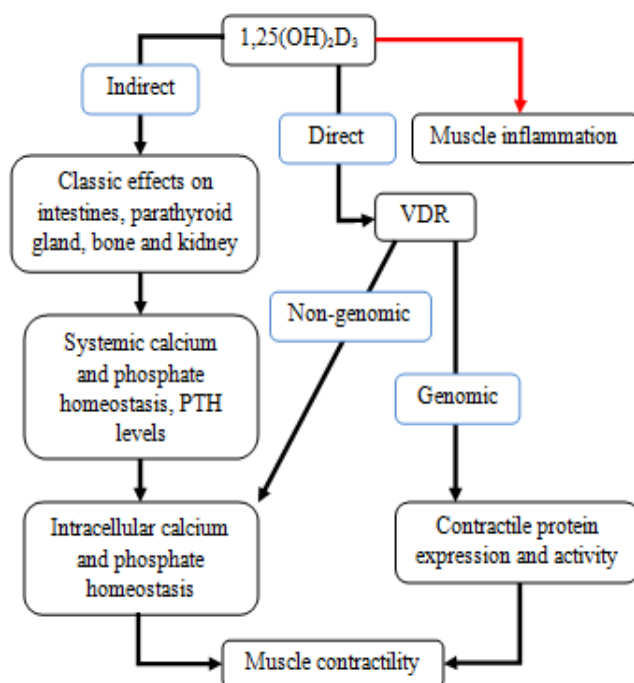 1,25(OH)₂D₃
Indirect
Direct
Muscle inflammation
Classic effects on
intestines, parathyroid
gland, bone and kidney
VDR
Non-genomic
Systemic calcium
and phosphate
homeostasis, PTH
levels
Genomic
Intracellular calcium
and phosphate
homeostasis
Contractile protein
expression and activity
Muscle contractility